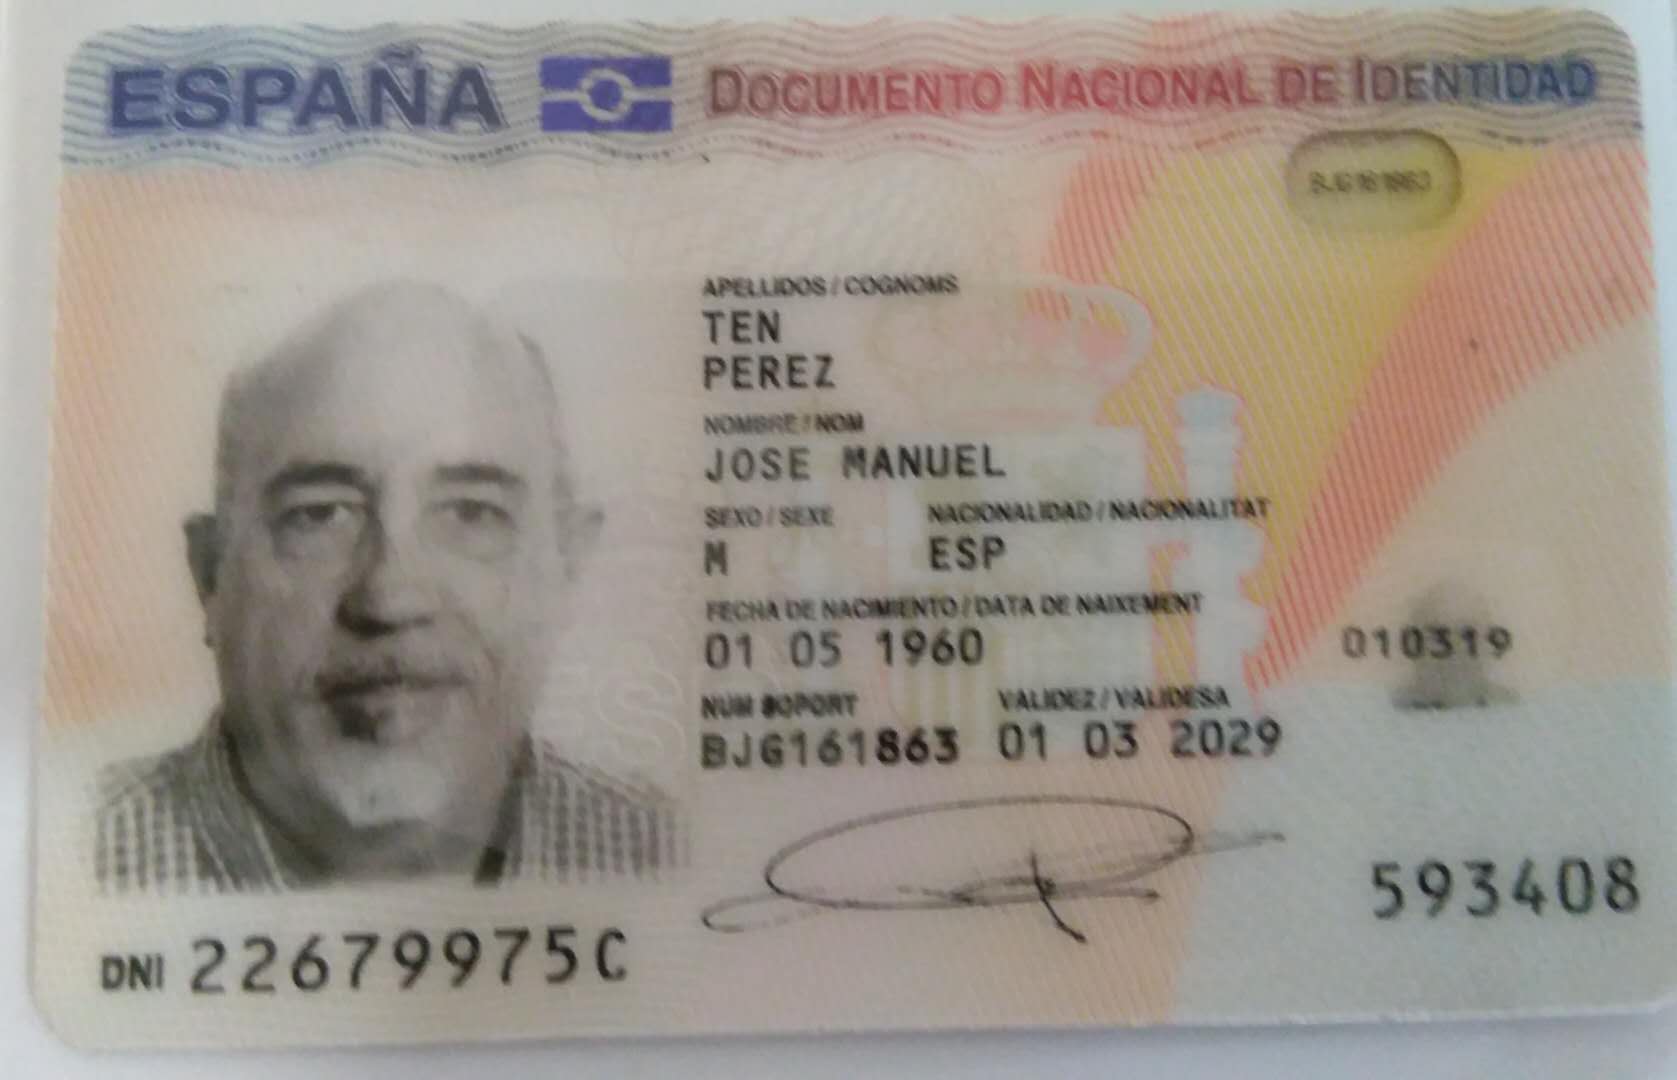 ESPAÑA DOCUMENTO NACIONAL DE IDENTIDAD
BJG161863
APELLIDOS / COGNOMS
TEN
PEREZ
NOMBRE / NOM
JOSE MANUEL
SEXO / SEXE NACIONALIDAD / NACIONALITAT
M ESP
FECHA DE NACIMIENTO / DATA DE NAIXEMENT
01 05 1960
010319
NUM SOPORT VALIDEZ / VALIDESA
BJG161863 01 03 2029
593408
DNI 22679975C